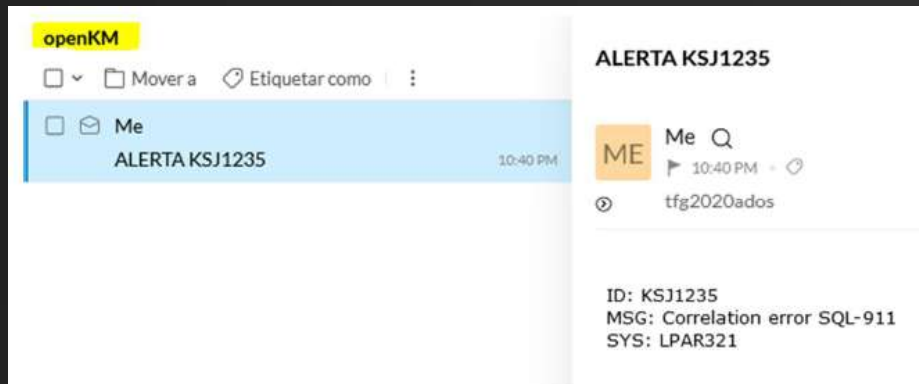 openKM
Mover a Etiquetar como
Me
ALERTA KSJ1235 10:40 PM
ALERTA KSJ1235
ME
Me
10:40 PM
tfg2020ados
ID: KSJ1235
MSG: Correlation error SQL-911
SYS: LPAR321